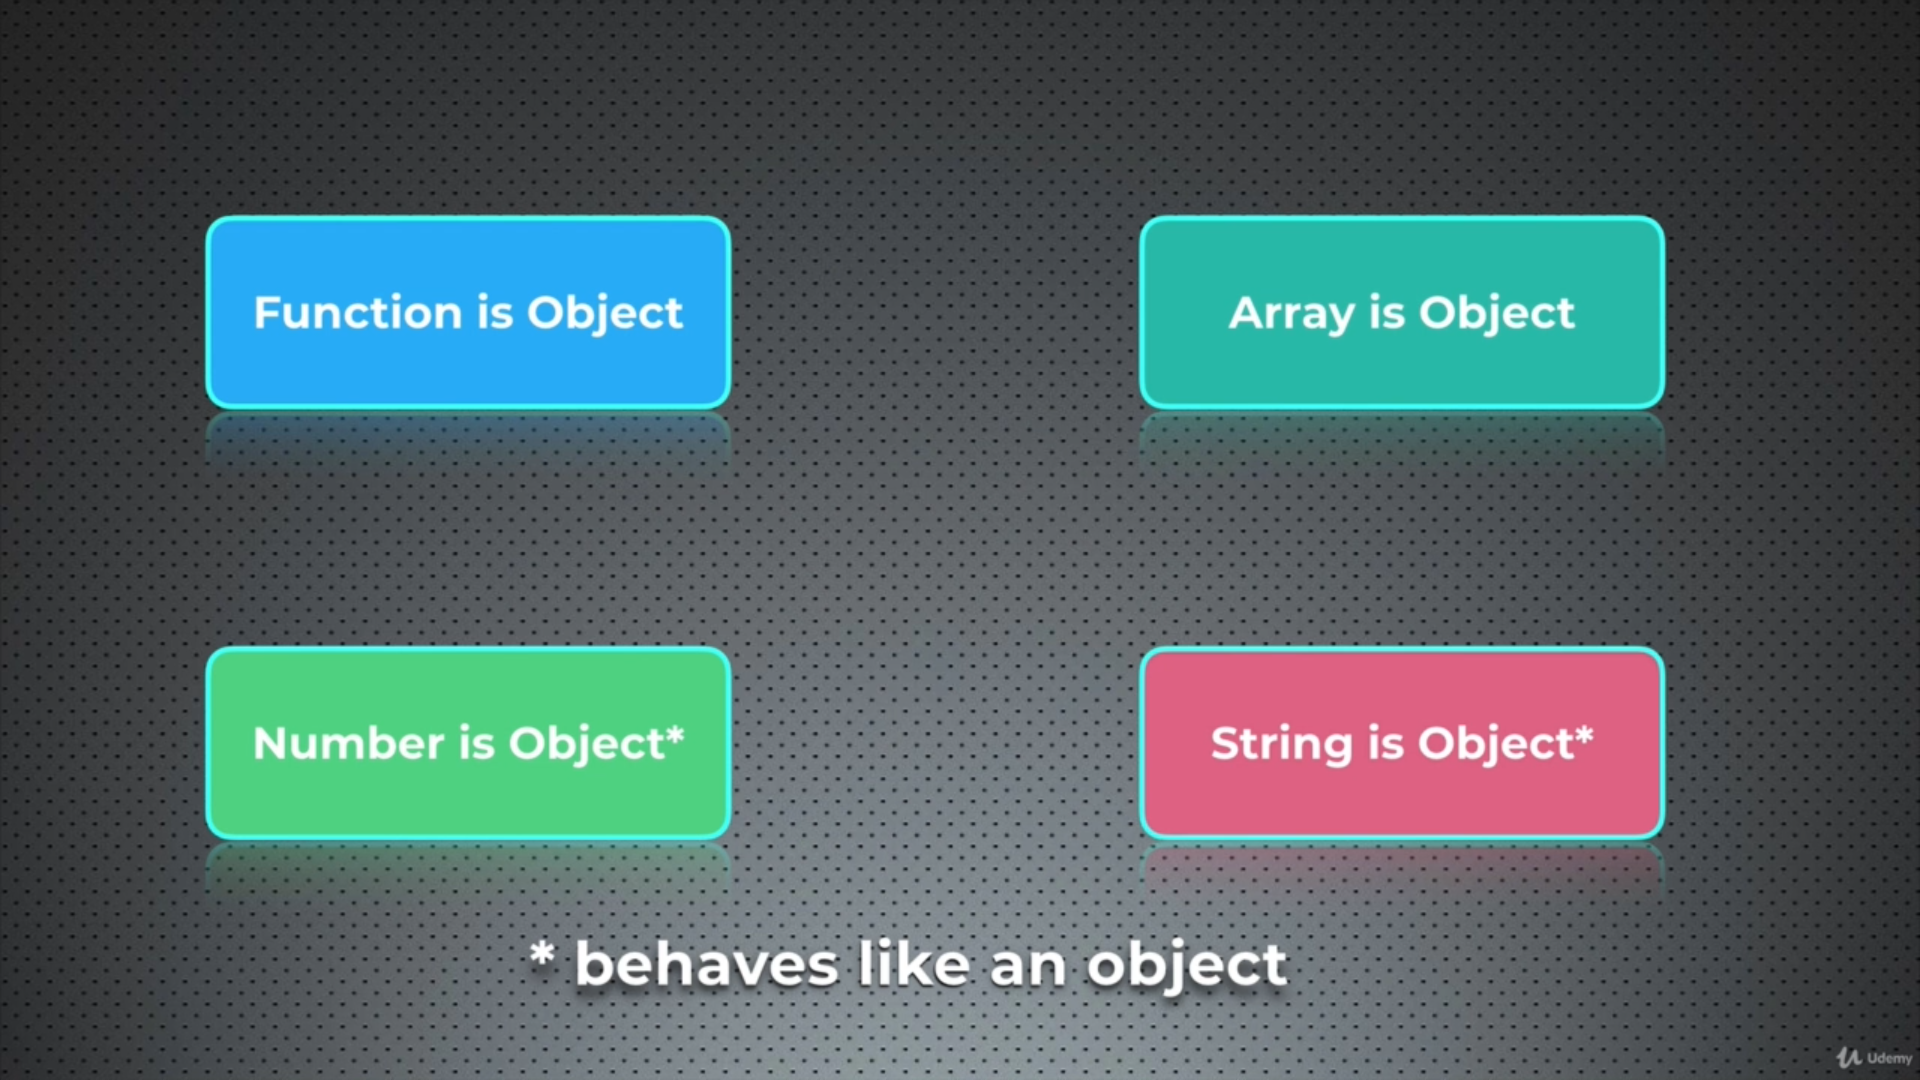 Function is Object
Array is Object
Number is Object*
String is Object*
* behaves like an object
Udemy